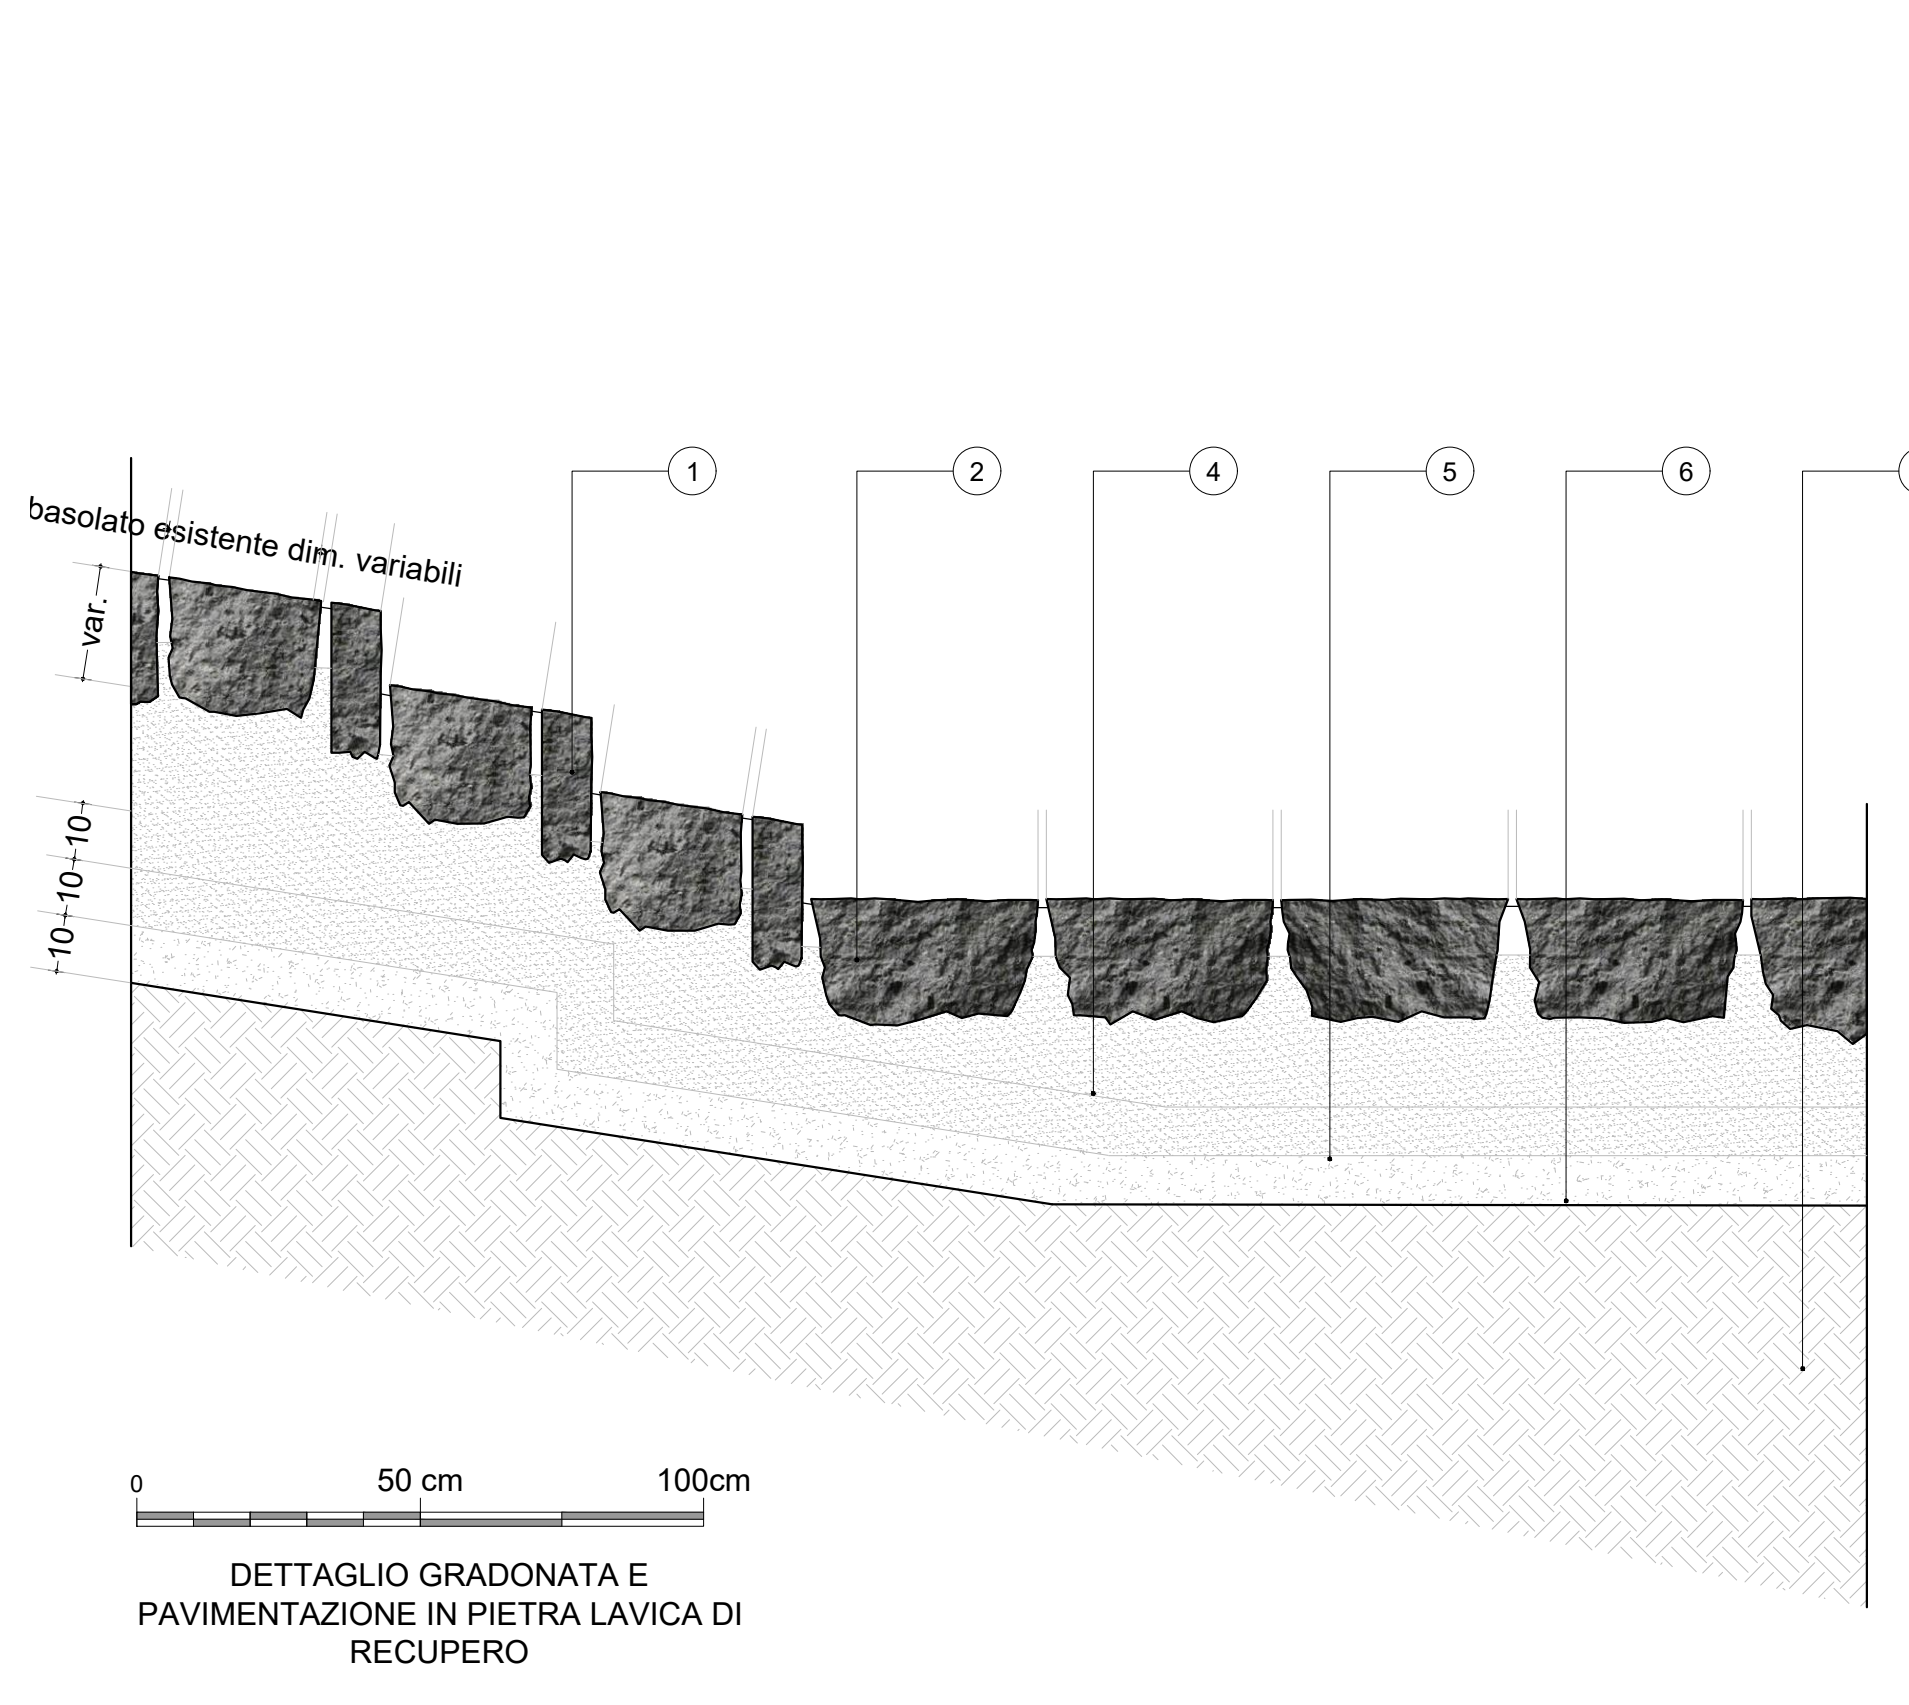 1
2
4
5
6
basolato esistente dim. variabili
var.
10
10
10
0 50 cm 100cm
DETTAGLIO GRADONATA E
PAVIMENTAZIONE IN PIETRA LAVICA DI
RECUPERO